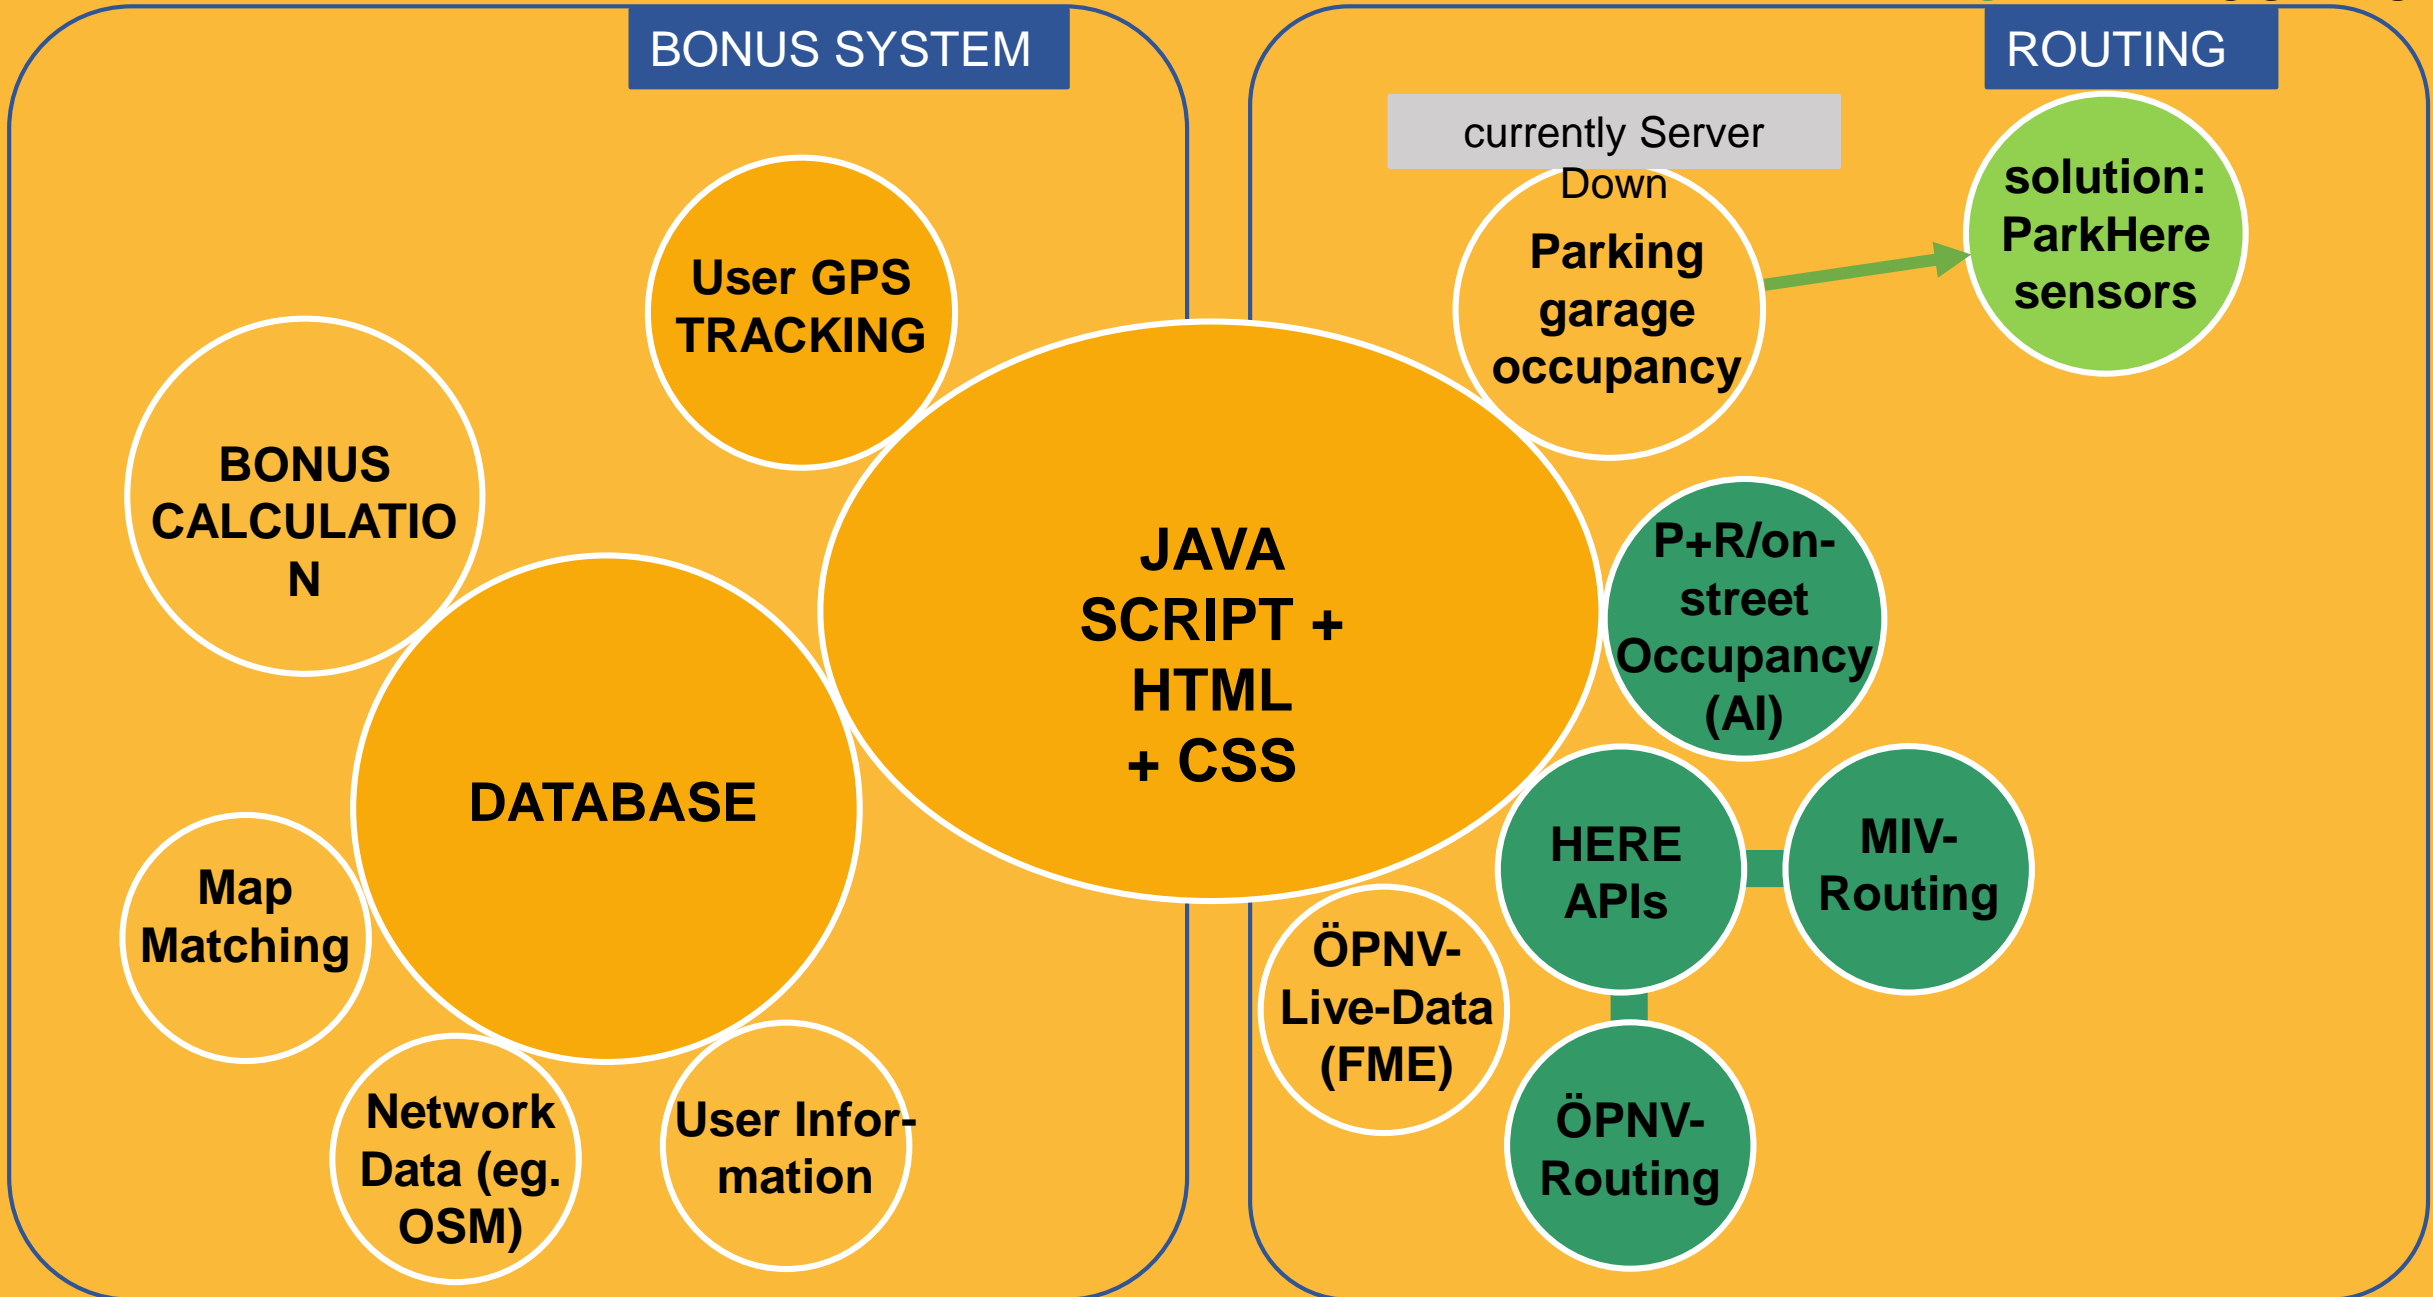 BONUS SYSTEM
User GPS
TRACKING
BONUS
CALCULATIO
N
DATABASE
Map
Matching
Network
Data (eg.
OSM)
User Infor-
mation
JAVA
SCRIPT +
HTML
+ CSS
ROUTING
currently Server
Down
Parking
garage
occupancy
solution:
ParkHere
sensors
P+R/on-
street
Occupancy
(AI)
HERE
APIs
MIV-
Routing
ÖPNV-
Live-Data
(FME)
ÖPNV-
Routing